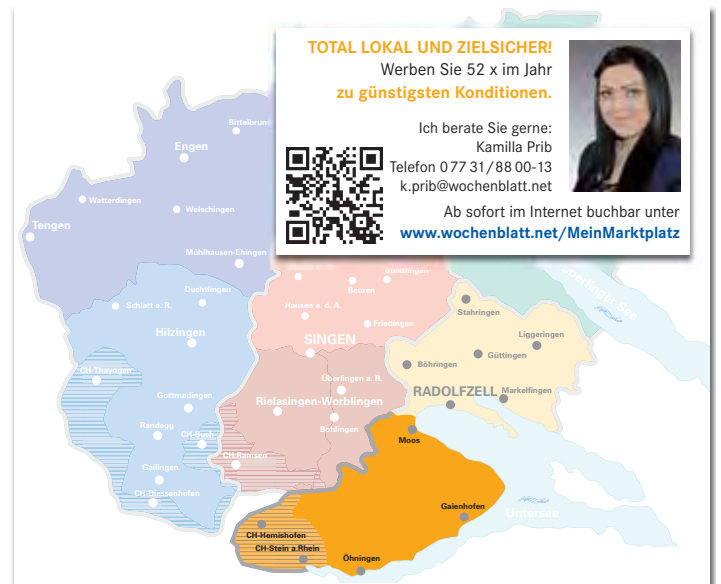 TOTAL LOKAL UND ZIELSICHER!
Werben Sie 52 x im Jahr
zu günstigsten Konditionen.
Ich berate Sie gerne:
Kamilla Prib
Telefon 0 77 31 / 88 00-13
k.prib@wochenblatt.net
Ab sofort im Internet buchbar unter
www.wochenblatt.net/MeinMarktplatz
Engen
Watterdingen
Welschingen
Tengen
Mühlhausen-Ehingen
Duchtlingen
Schlatt a. R.
Beuren
Hausen a. d. A.
Friedingen
Hilzingen
SINGEN
Stahringen
Liggeringen
Güttingen
Böhringen
CH-Thayngen
Überlingen a. R.
RADOLFZELL
Markelfingen
Gottmadingen
Rielasingen-Worblingen
Randegg
CH-Buch
Bohlingen
Moos
CH-Ramsen
Gailingen
CH-Diessenhofen
Gaienhofen
Untersee
CH-Hemishofen
CH-Stein a.Rhein
Öhningen